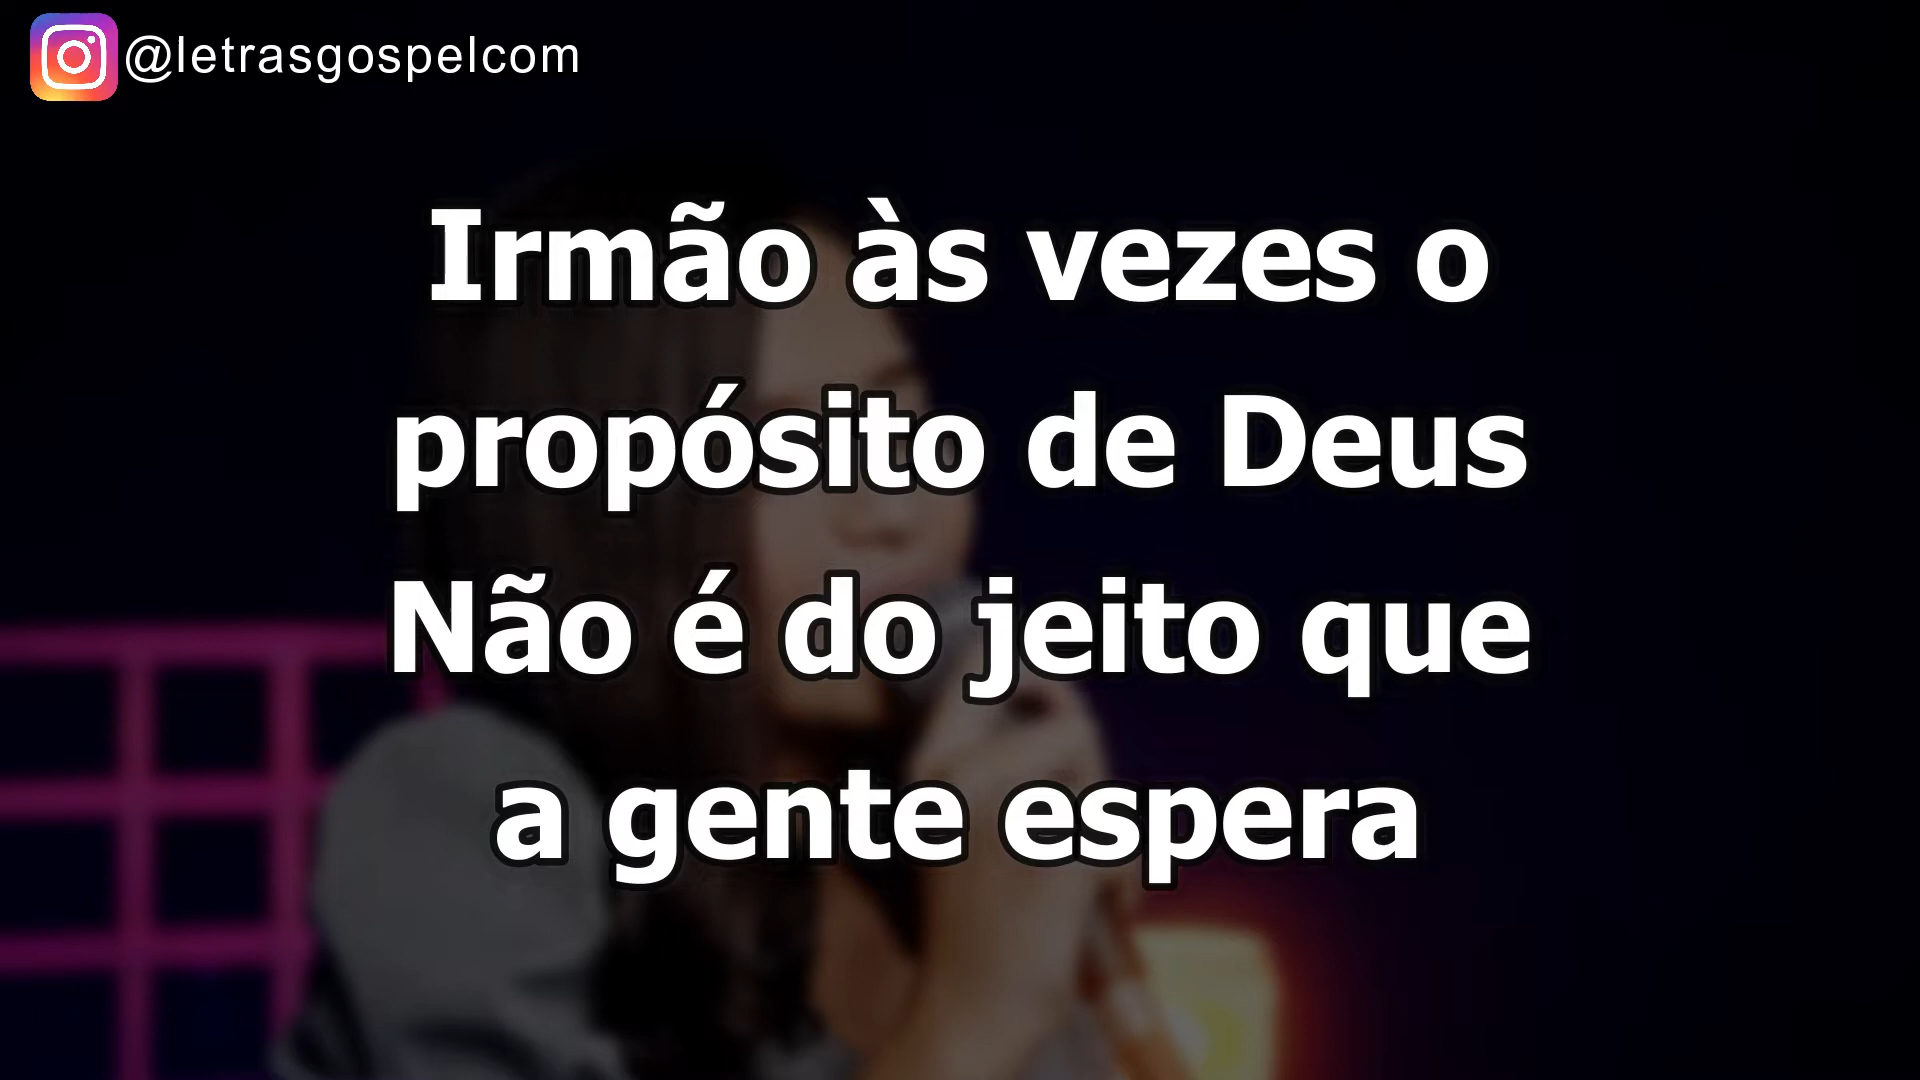 @letrasgospelcom
Irmão às vezes o
propósito de Deus
Não é do jeito que
a gente espera